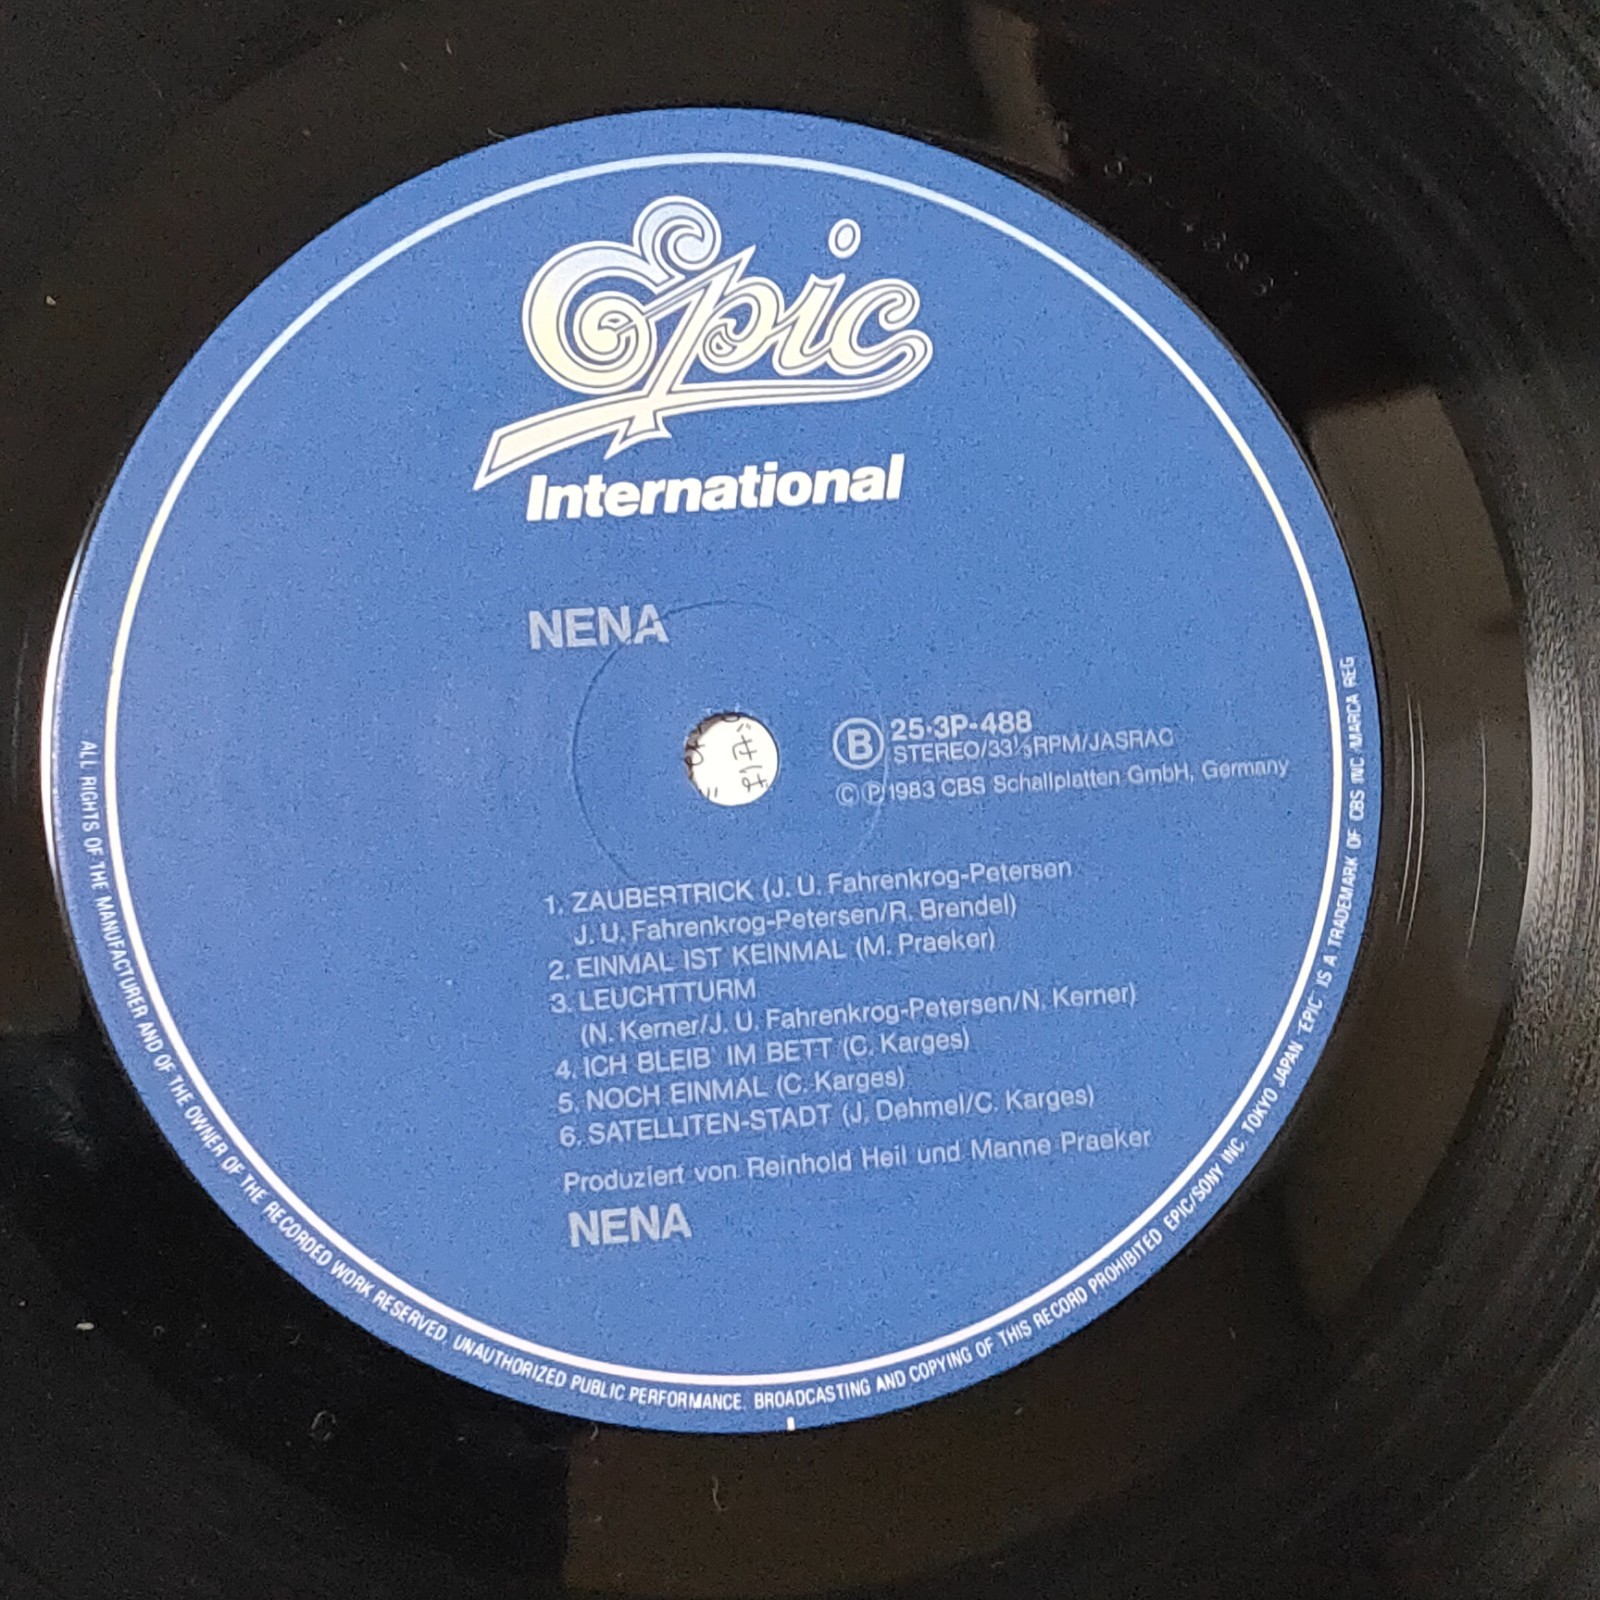 Epic
International
NENA
B 25·3P-488
STEREO/33⅓RPM/JASRAC
© ℗ 1983 CBS Schallplatten GmbH, Germany
1. ZAUBERTRICK (J. U. Fahrenkrog-Petersen
J. U. Fahrenkrog-Petersen/R. Brendel)
2. EINMAL IST KEINMAL (M. Praeker)
3. LEUCHTTURM
(N. Kerner/J. U. Fahrenkrog-Petersen/N. Kerner)
4. ICH BLEIB' IM BETT (C. Karges)
5. NOCH EINMAL (C. Karges)
6. SATELLITEN-STADT (J. Dehmel/C. Karges)
Produziert von Reinhold Heil und Manne Praeker
NENA
ALL RIGHTS OF THE MANUFACTURER AND OF THE OWNER OF THE RECORDED WORK RESERVED. UNAUTHORIZED PUBLIC PERFORMANCE. BROADCASTING AND COPYING OF THIS RECORD PROHIBITED EPIC/SONY INC. TOKYO JAPAN "EPIC" IS A TRADEMARK OF CBS INC MARCA REG